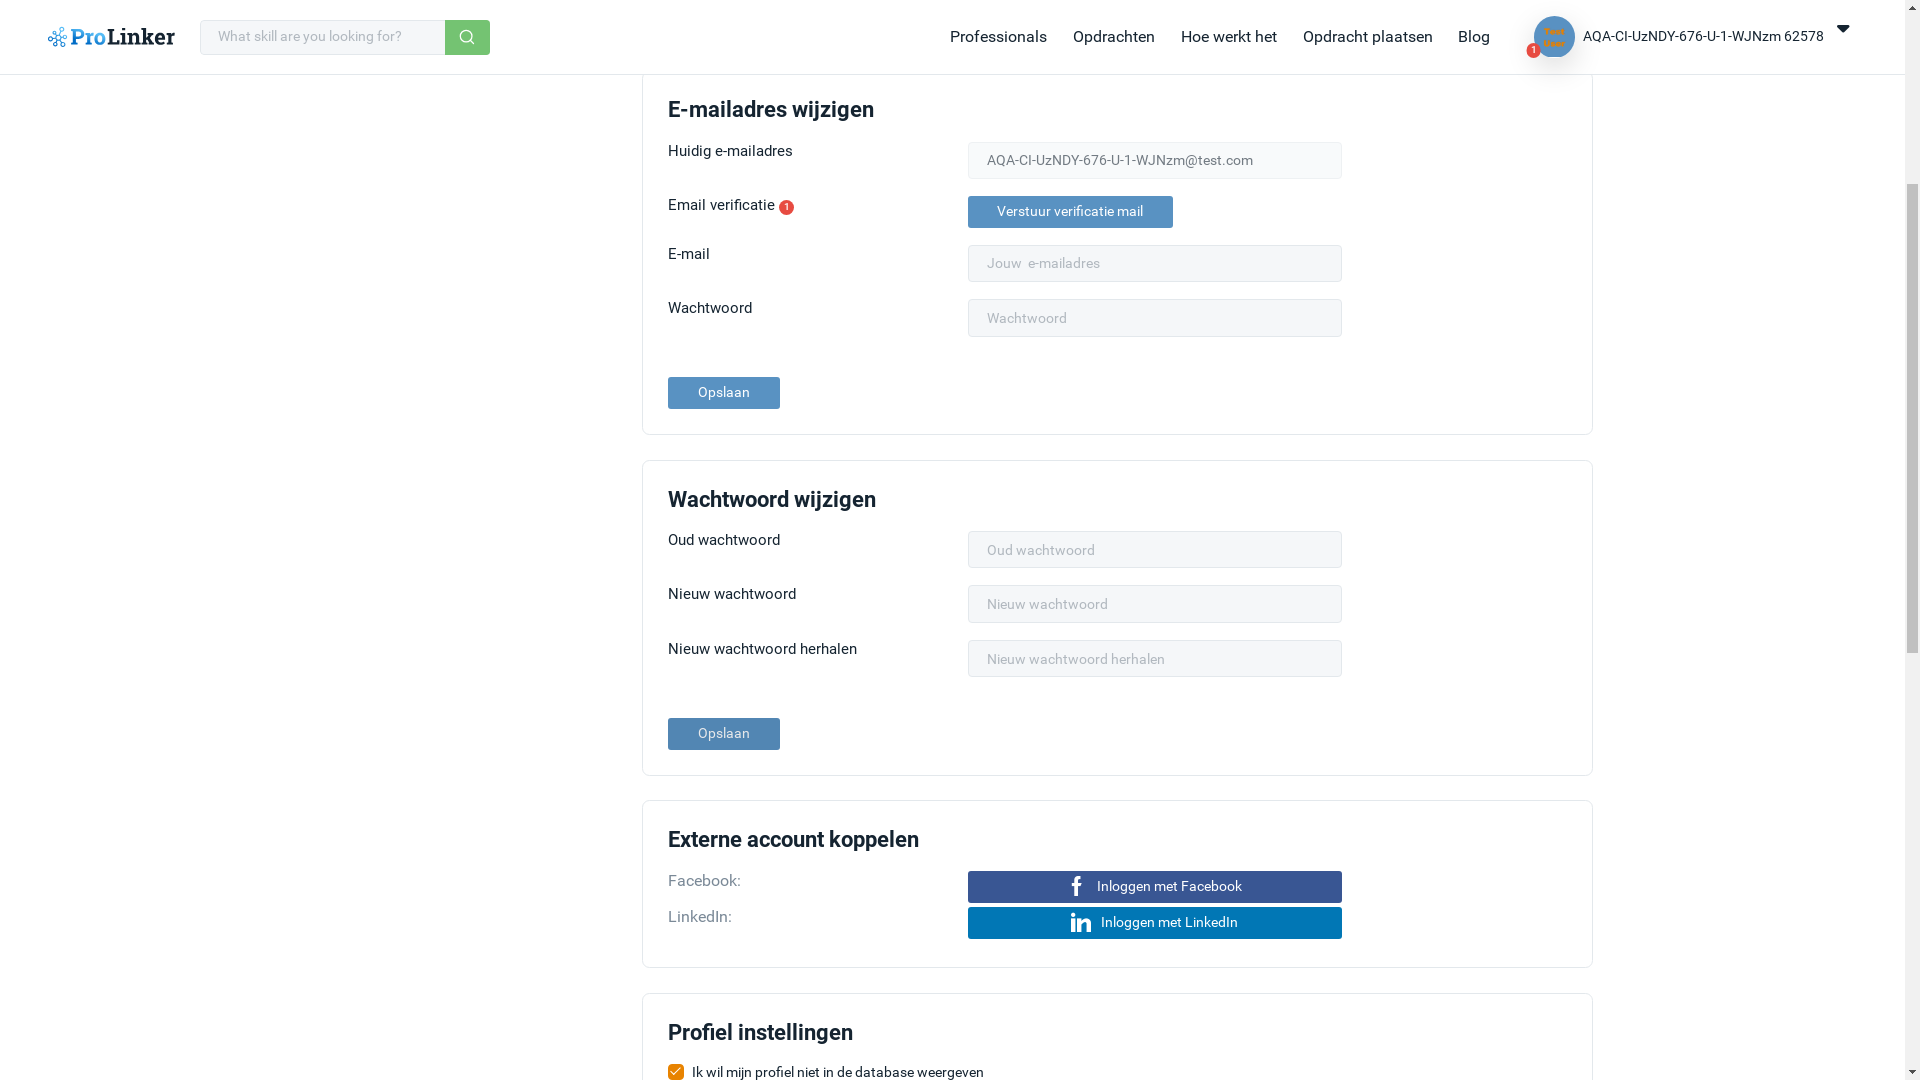 ProLinker
What skill are you looking for?
Professionals
Opdrachten
Hoe werkt het
Opdracht plaatsen
Blog
Test
User
1
AQA-CI-UzNDY-676-U-1-WJNzm 62578
E-mailadres wijzigen
Huidig e-mailadres
AQA-CI-UzNDY-676-U-1-WJNzm@test.com
Email verificatie 1
Verstuur verificatie mail
E-mail
Jouw e-mailadres
Wachtwoord
Wachtwoord
Opslaan
Wachtwoord wijzigen
Oud wachtwoord
Oud wachtwoord
Nieuw wachtwoord
Nieuw wachtwoord
Nieuw wachtwoord herhalen
Nieuw wachtwoord herhalen
Opslaan
Externe account koppelen
Facebook:
Inloggen met Facebook
LinkedIn:
Inloggen met LinkedIn
Profiel instellingen
Ik wil mijn profiel niet in de database weergeven